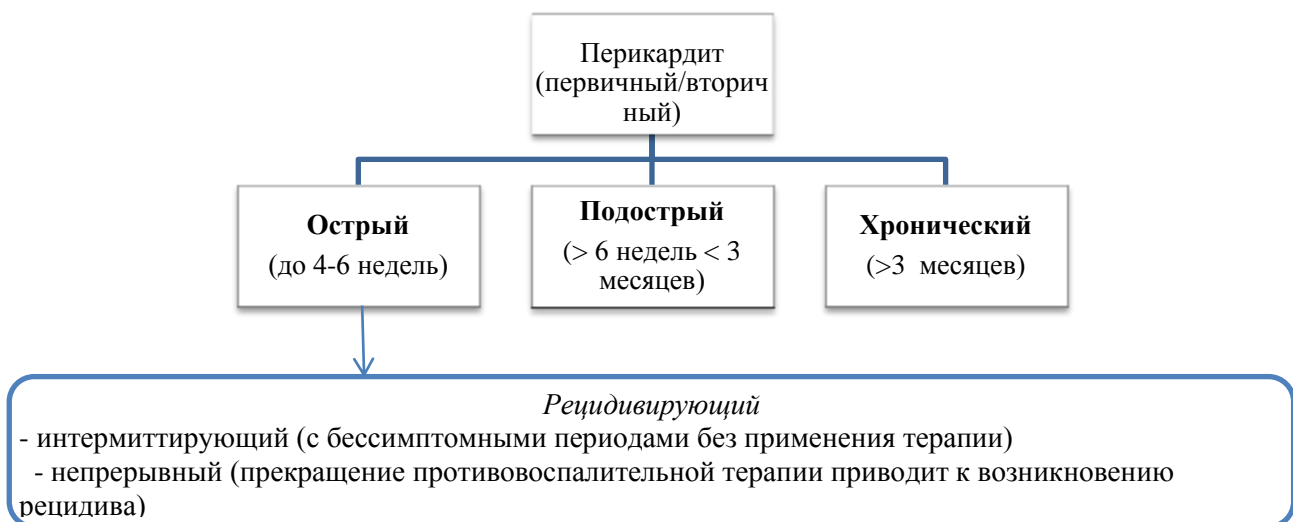 Перикардит
(первичный/вторич
ный)
Острый
(до 4-6 недель)
Подострый
(> 6 недель < 3
месяцев)
Хронический
(>3 месяцев)
Рецидивирующий
- интермиттирующий (с бессимптомными периодами без применения терапии)
- непрерывный (прекращение противовоспалительной терапии приводит к возникновению
рецидива)